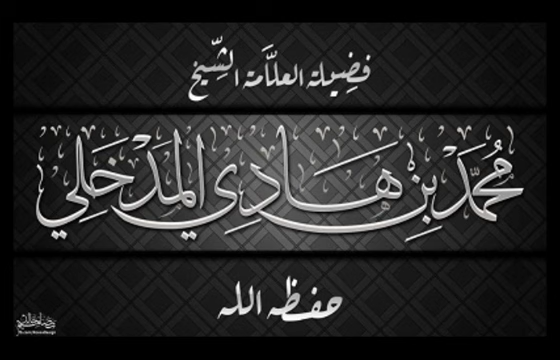 فضيلة العلامة الشيخ
محمد بن هادي المدخلي
حفظه الله